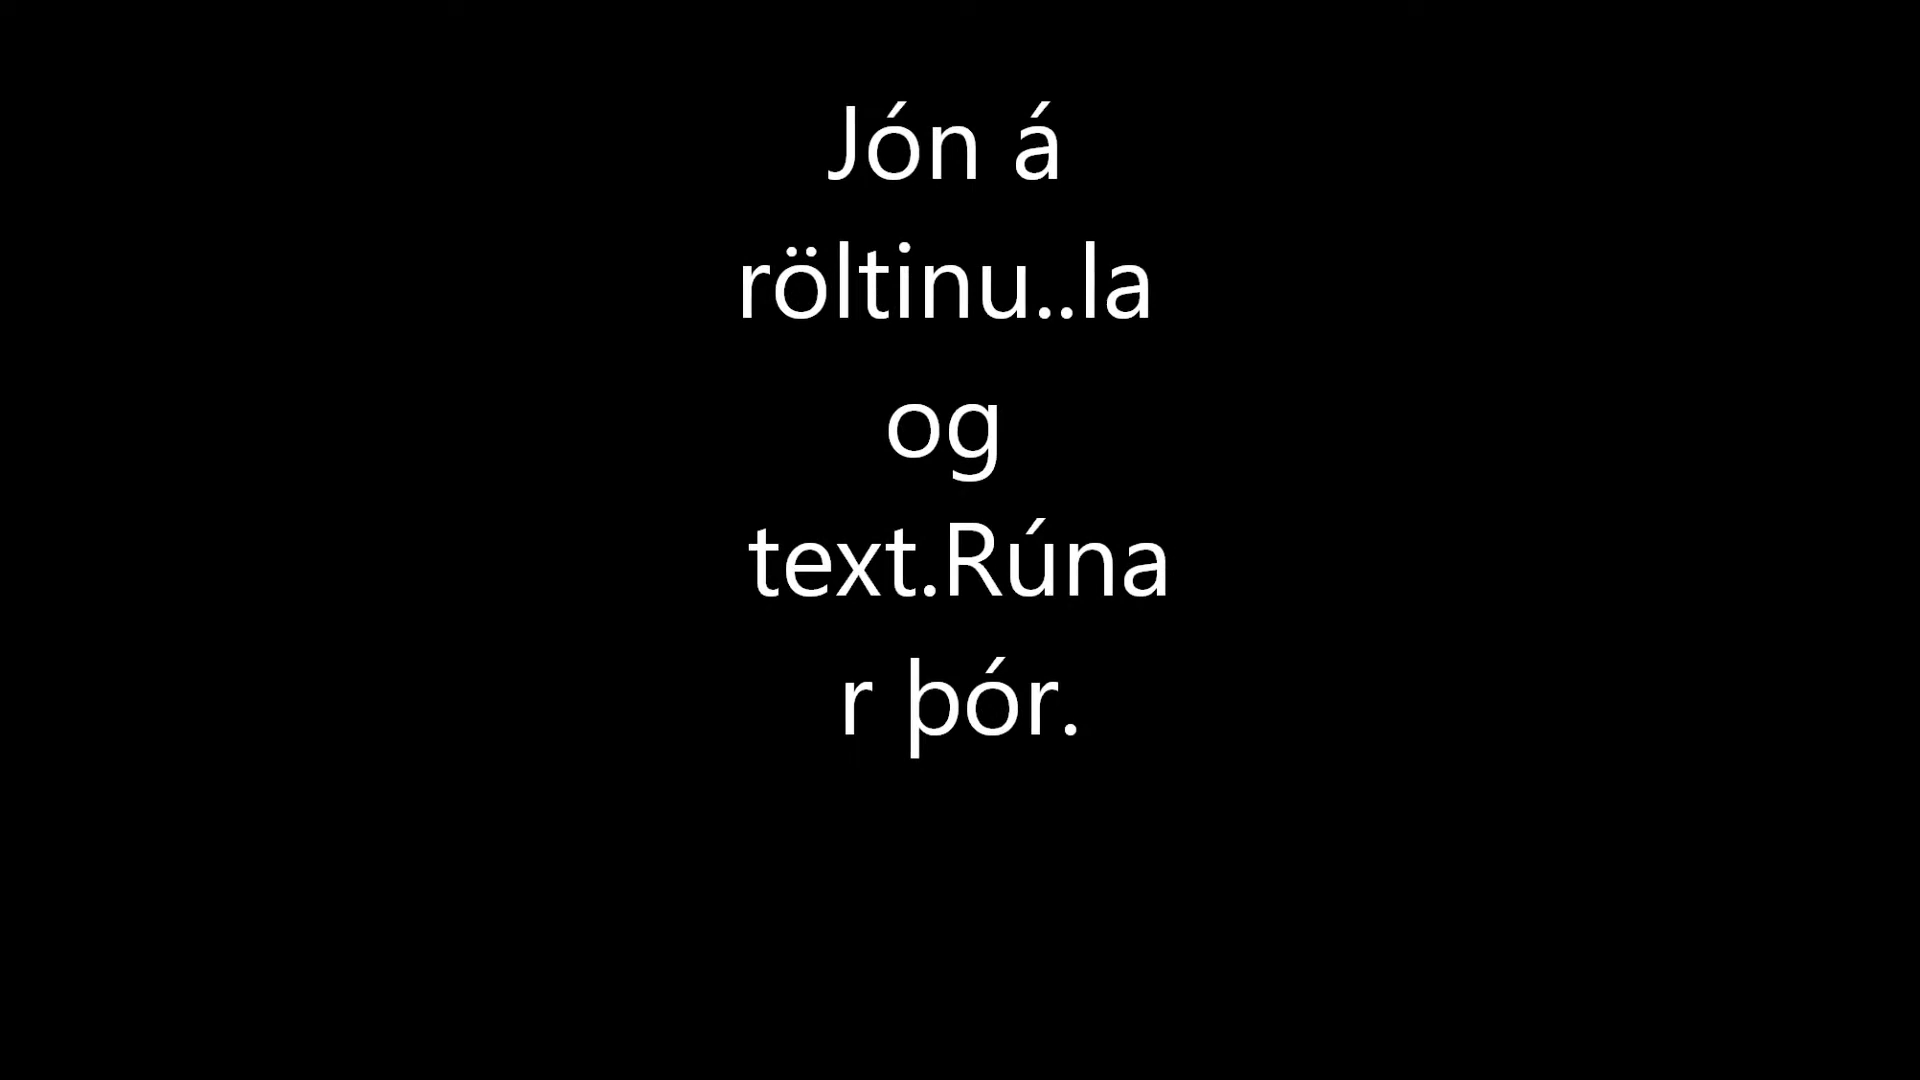 Jón á
röltinu..la
og
text.Rúna
r þór.